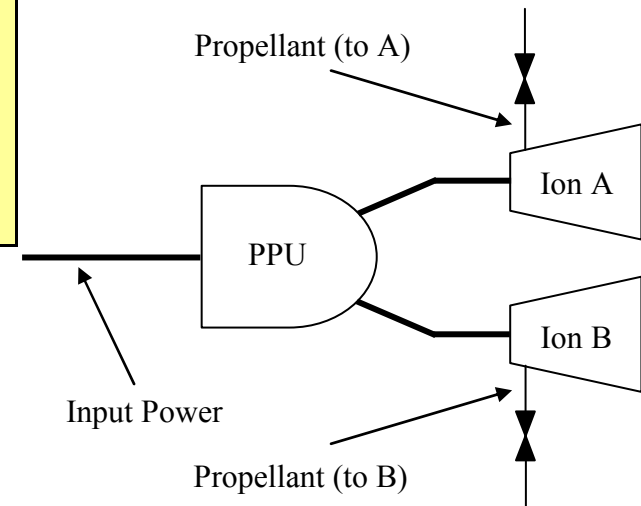 Propellant (to A)
Ion A
PPU
Ion B
Input Power
Propellant (to B)